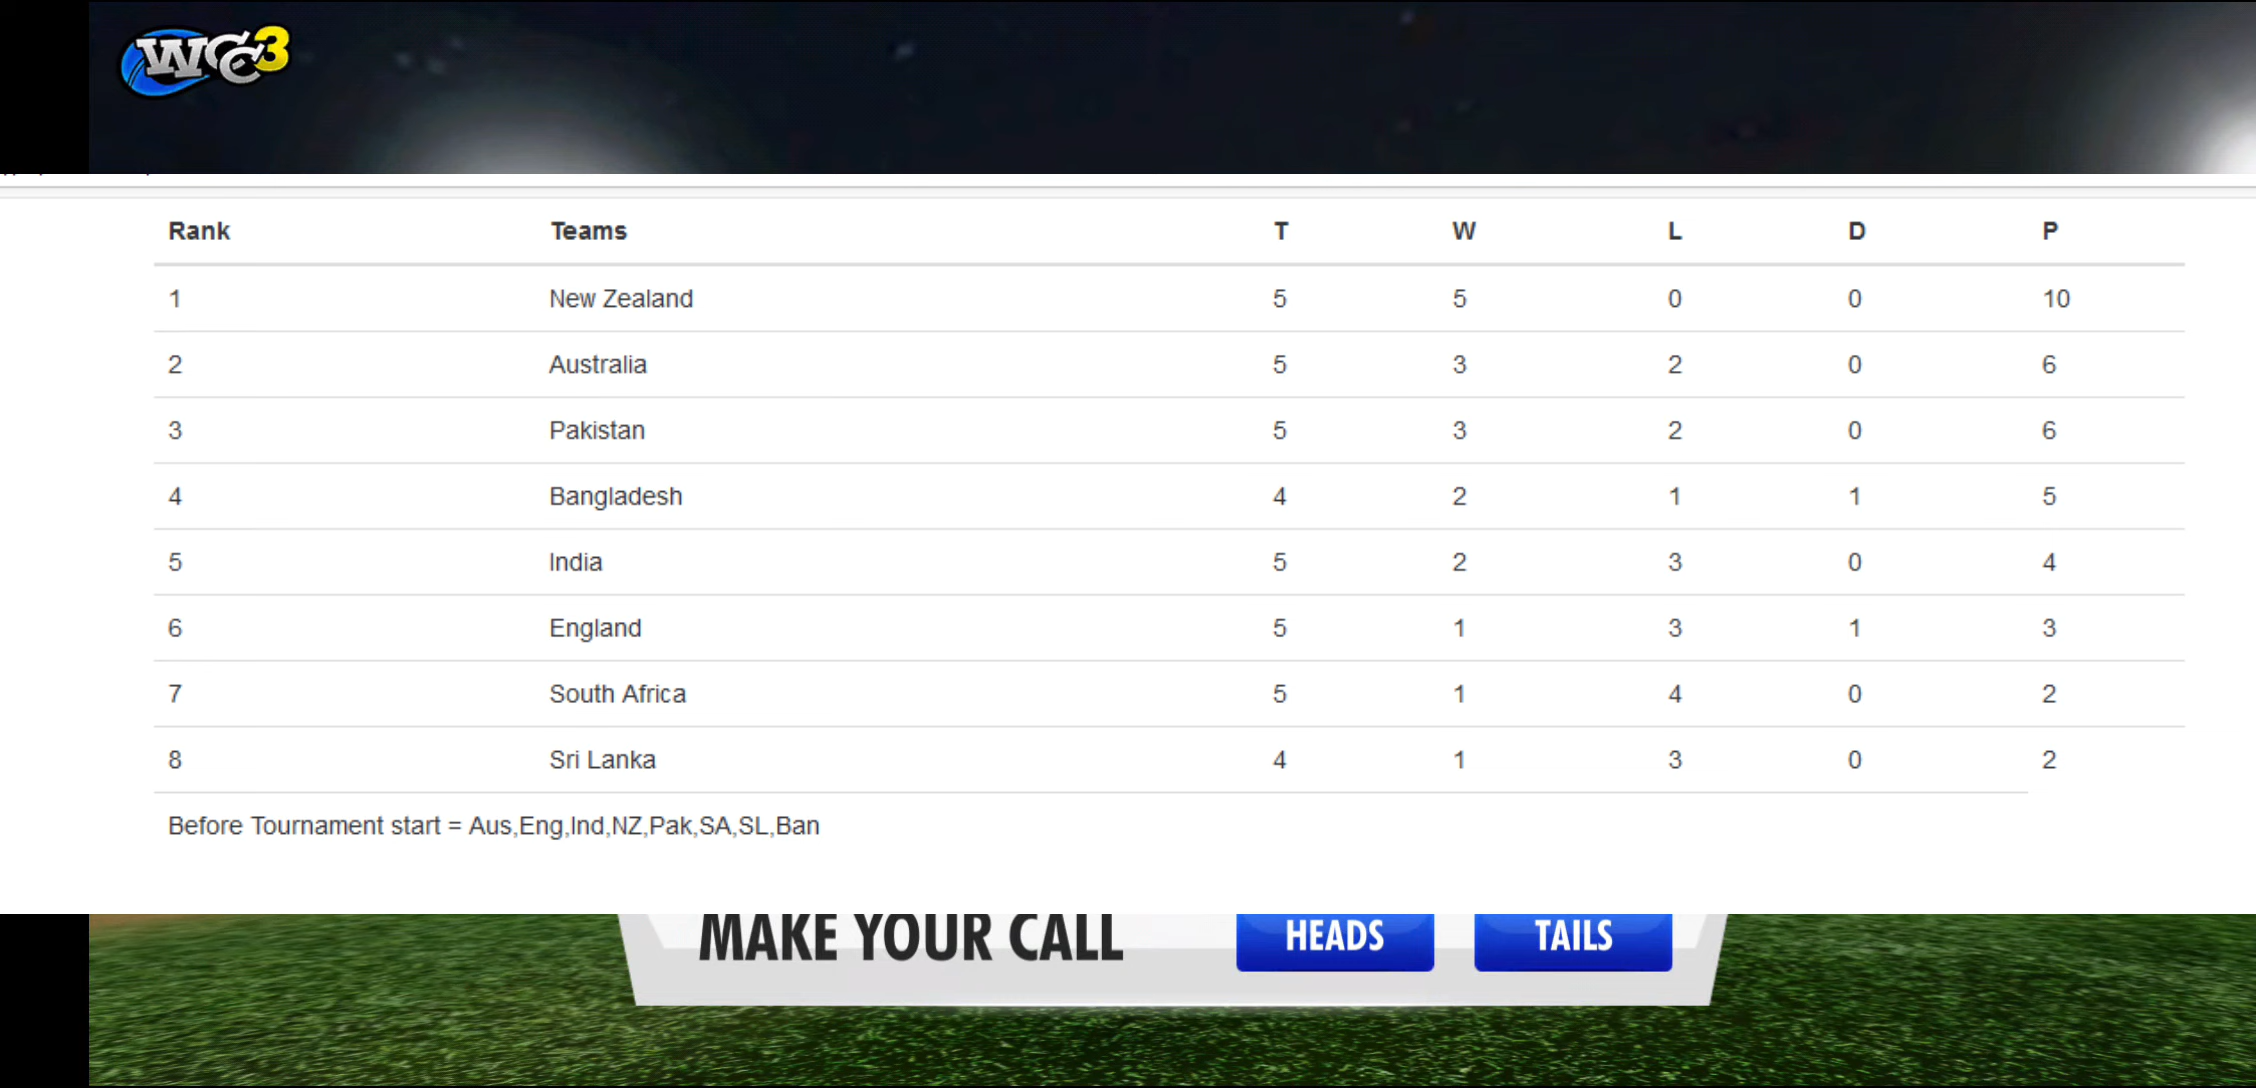 WCC3
Rank Teams T W L D P
1 New Zealand 5 5 0 0 10
2 Australia 5 3 2 0 6
3 Pakistan 5 3 2 0 6
4 Bangladesh 4 2 1 1 5
5 India 5 2 3 0 4
6 England 5 1 3 1 3
7 South Africa 5 1 4 0 2
8 Sri Lanka 4 1 3 0 2
Before Tournament start = Aus,Eng,Ind,NZ,Pak,SA,SL,Ban
MAKE YOUR CALL HEADS TAILS